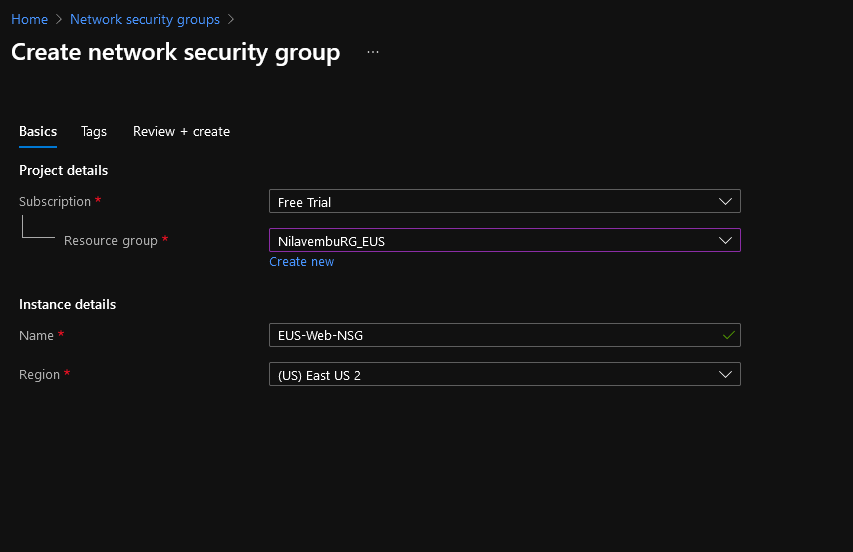 Home > Network security groups >
Create network security group ...
Basics Tags Review + create
Project details
Subscription * Free Trial
Resource group * NilavembuRG_EUS
Create new
Instance details
Name * EUS-Web-NSG
Region * (US) East US 2